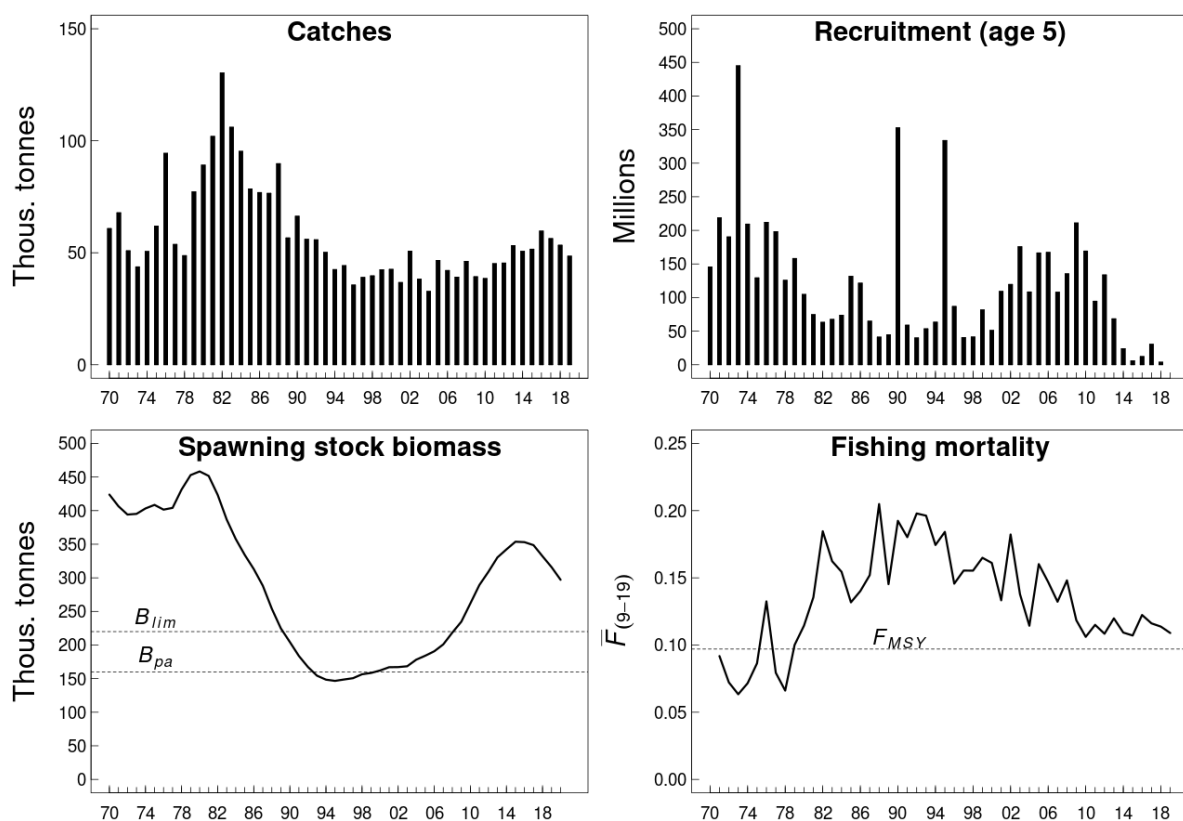 Catches
Thous. tonnes
150
100
50
0
70 74 78 82 86 90 94 98 02 06 10 14 18
Recruitment (age 5)
Millions
500
450
400
350
300
250
200
150
100
50
0
70 74 78 82 86 90 94 98 02 06 10 14 18
Spawning stock biomass
Thous. tonnes
500
450
400
350
300
250
200
150
100
50
0
B lim
B pa
70 74 78 82 86 90 94 98 02 06 10 14 18
Fishing mortality
F̅(9−19)
0.25
0.20
0.15
0.10
0.05
0.00
F MSY
70 74 78 82 86 90 94 98 02 06 10 14 18